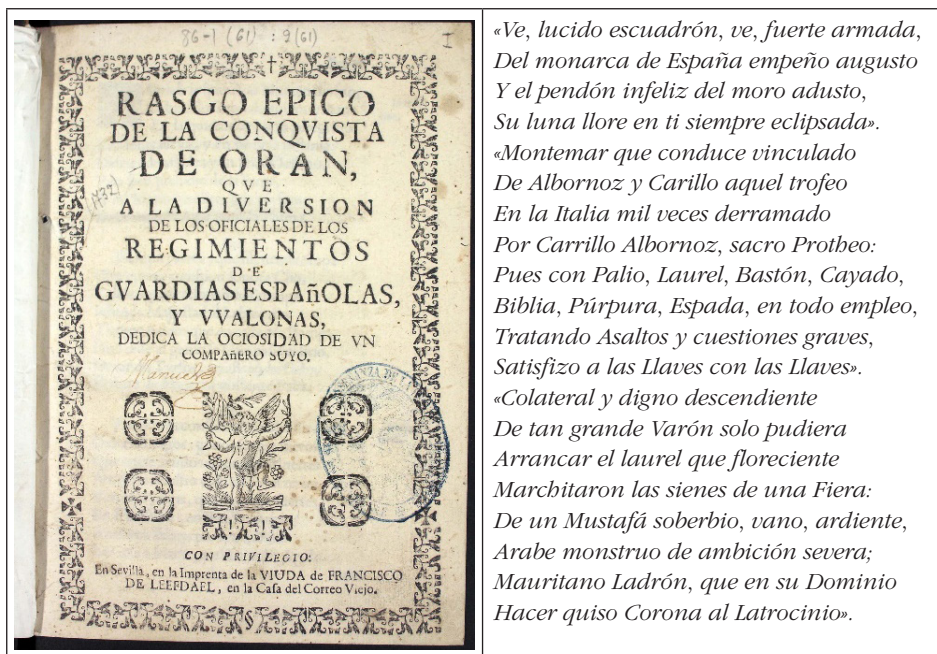 86-1 (61) : 9 (61)
I
RASGO EPICO
DE LA CONQVISTA
DE ORAN,
QVE
(1732)
A LA DIVERSION
DE LOS OFICIALES DE LOS
REGIMIENTOS
DE
GVARDIAS ESPAñOLAS,
Y VVALONAS,
DEDICA LA OCIOSIDAD DE VN
COMPAñERO SUYO.
CON PRIVILEGIO:
En Sevilla, en la Imprenta de la VIUDA de FRANCISCO
DE LEEFDAEL, en la Casa del Correo Viejo.
«Ve, lucido escuadrón, ve, fuerte armada,
Del monarca de España empeño augusto
Y el pendón infeliz del moro adusto,
Su luna llore en ti siempre eclipsada».
«Montemar que conduce vinculado
De Albornoz y Carillo aquel trofeo
En la Italia mil veces derramado
Por Carrillo Albornoz, sacro Protheo:
Pues con Palio, Laurel, Bastón, Cayado,
Biblia, Púrpura, Espada, en todo empleo,
Tratando Asaltos y cuestiones graves,
Satisfizo a las Llaves con las Llaves».
«Colateral y digno descendiente
De tan grande Varón solo pudiera
Arrancar el laurel que floreciente
Marchitaron las sienes de una Fiera:
De un Mustafá soberbio, vano, ardiente,
Arabe monstruo de ambición severa;
Mauritano Ladrón, que en su Dominio
Hacer quiso Corona al Latrocinio».